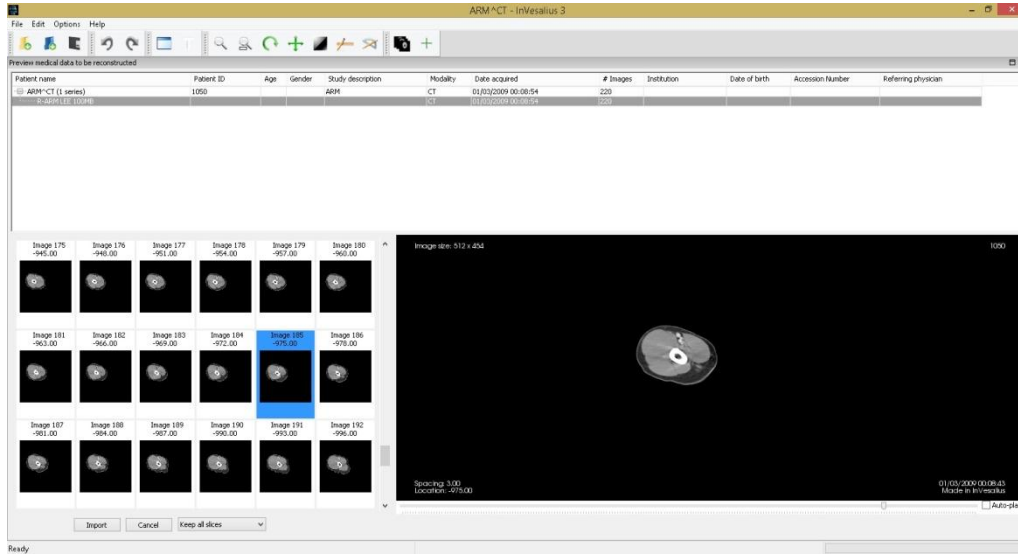 ARM^CT - InVesalius 3
File Edit Options Help
Preview medical data to be reconstructed
Patient name Patient ID Age Gender Study description Modality Date acquired # Images Institution Date of birth Accession Number Referring physician
ARM^CT (1 series) 1050 ARM CT 01/03/2009 00:08:54 220
R-ARM LEE 100MB CT 01/03/2009 00:08:54 220
Image 175 Image 176 Image 177 Image 178 Image 179 Image 180
-945.00 -948.00 -951.00 -954.00 -957.00 -960.00
Image size: 512 x 454 1050
Image 181 Image 182 Image 183 Image 184 Image 185 Image 186
-963.00 -966.00 -969.00 -972.00 -975.00 -978.00
Image 187 Image 188 Image 189 Image 190 Image 191 Image 192
-981.00 -984.00 -987.00 -990.00 -993.00 -996.00
Spacing: 3.00 01/03/2009 00:08:43
Location: -975.00 Made in InVesalius
Auto-pla
Import Cancel Keep all slices
Ready